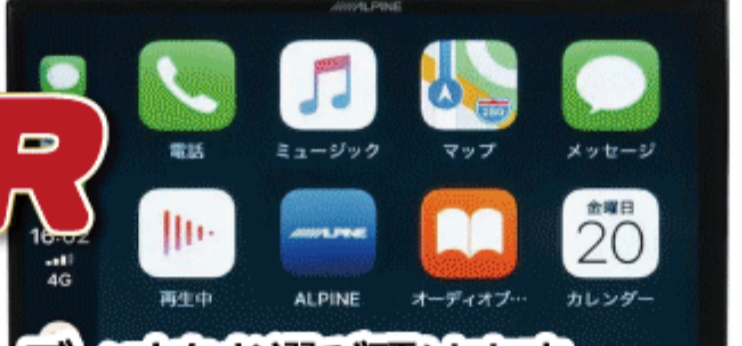 ALPINE
R
電話
ミュージック
マップ
メッセージ
280
16:02
4G
再生中
ALPINE
ALPINE
オーディオブ…
金曜日
20
カレンダー